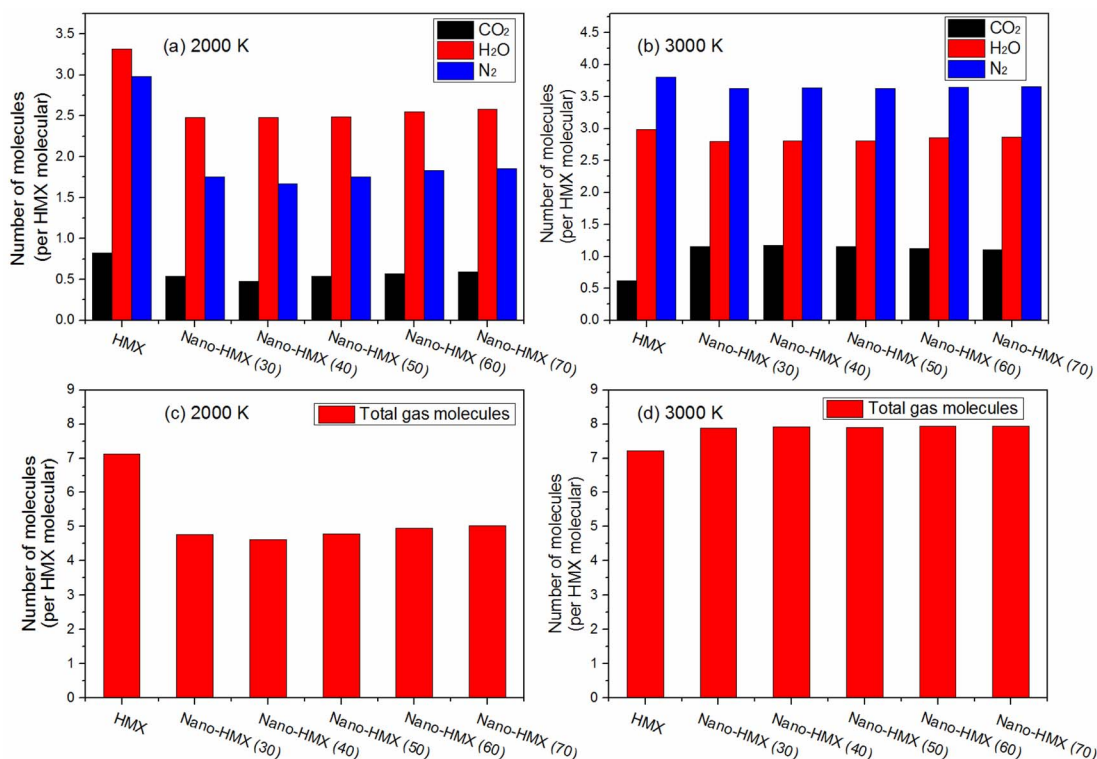 (a) 2000 K
CO₂
H₂O
N₂
Number of molecules
(per HMX molecular)
3.5
3.0
2.5
2.0
1.5
1.0
0.5
0.0
HMX
Nano-HMX (30)
Nano-HMX (40)
Nano-HMX (50)
Nano-HMX (60)
Nano-HMX (70)
(b) 3000 K
CO₂
H₂O
N₂
Number of molecules
(per HMX molecular)
4.5
4.0
3.5
3.0
2.5
2.0
1.5
1.0
0.5
0.0
HMX
Nano-HMX (30)
Nano-HMX (40)
Nano-HMX (50)
Nano-HMX (60)
Nano-HMX (70)
(c) 2000 K
Total gas molecules
Number of molecules
(per HMX molecular)
9
8
7
6
5
4
3
2
1
0
HMX
Nano-HMX (30)
Nano-HMX (40)
Nano-HMX (50)
Nano-HMX (60)
Nano-HMX (70)
(d) 3000 K
Total gas molecules
Number of molecules
(per HMX molecular)
9
8
7
6
5
4
3
2
1
0
HMX
Nano-HMX (30)
Nano-HMX (40)
Nano-HMX (50)
Nano-HMX (60)
Nano-HMX (70)